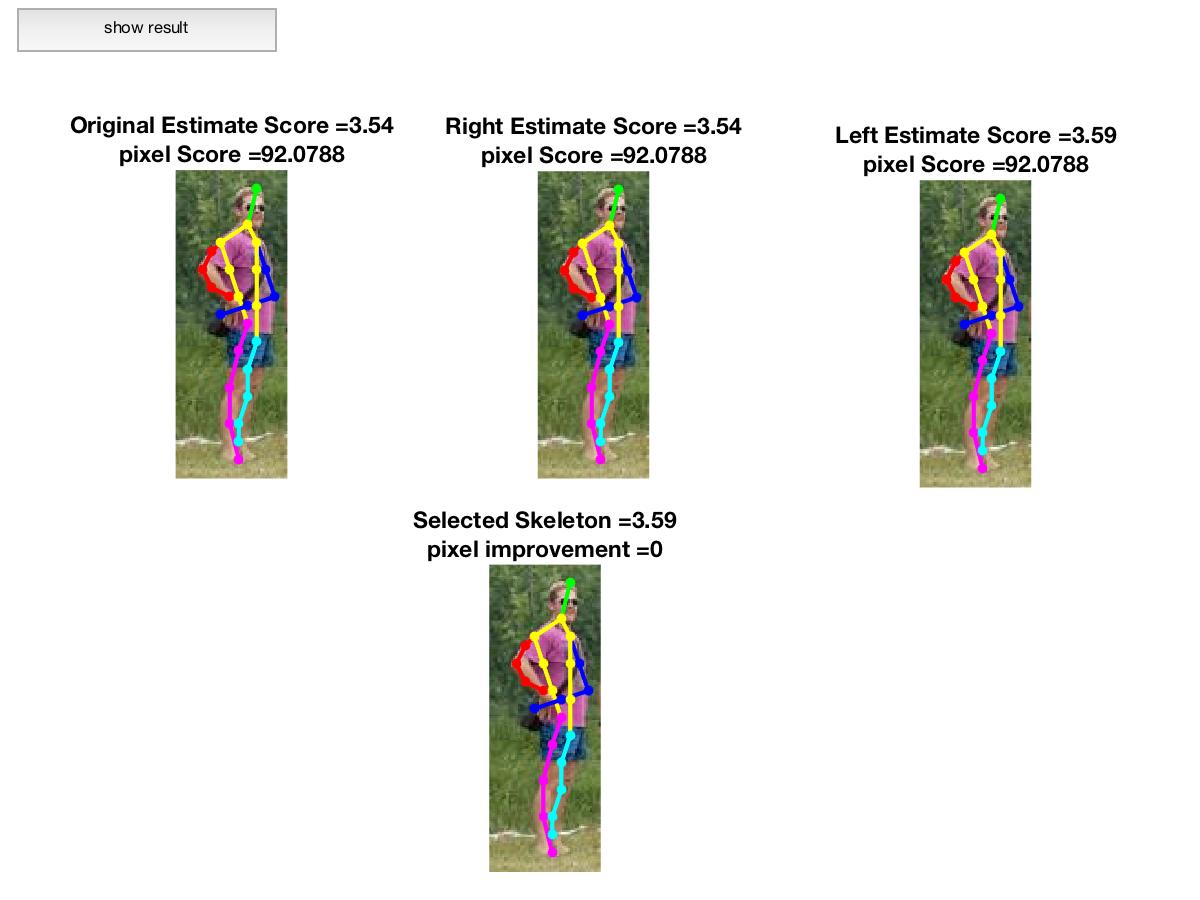 show result
Original Estimate Score =3.54
pixel Score =92.0788
Right Estimate Score =3.54
pixel Score =92.0788
Left Estimate Score =3.59
pixel Score =92.0788
Selected Skeleton =3.59
pixel improvement =0